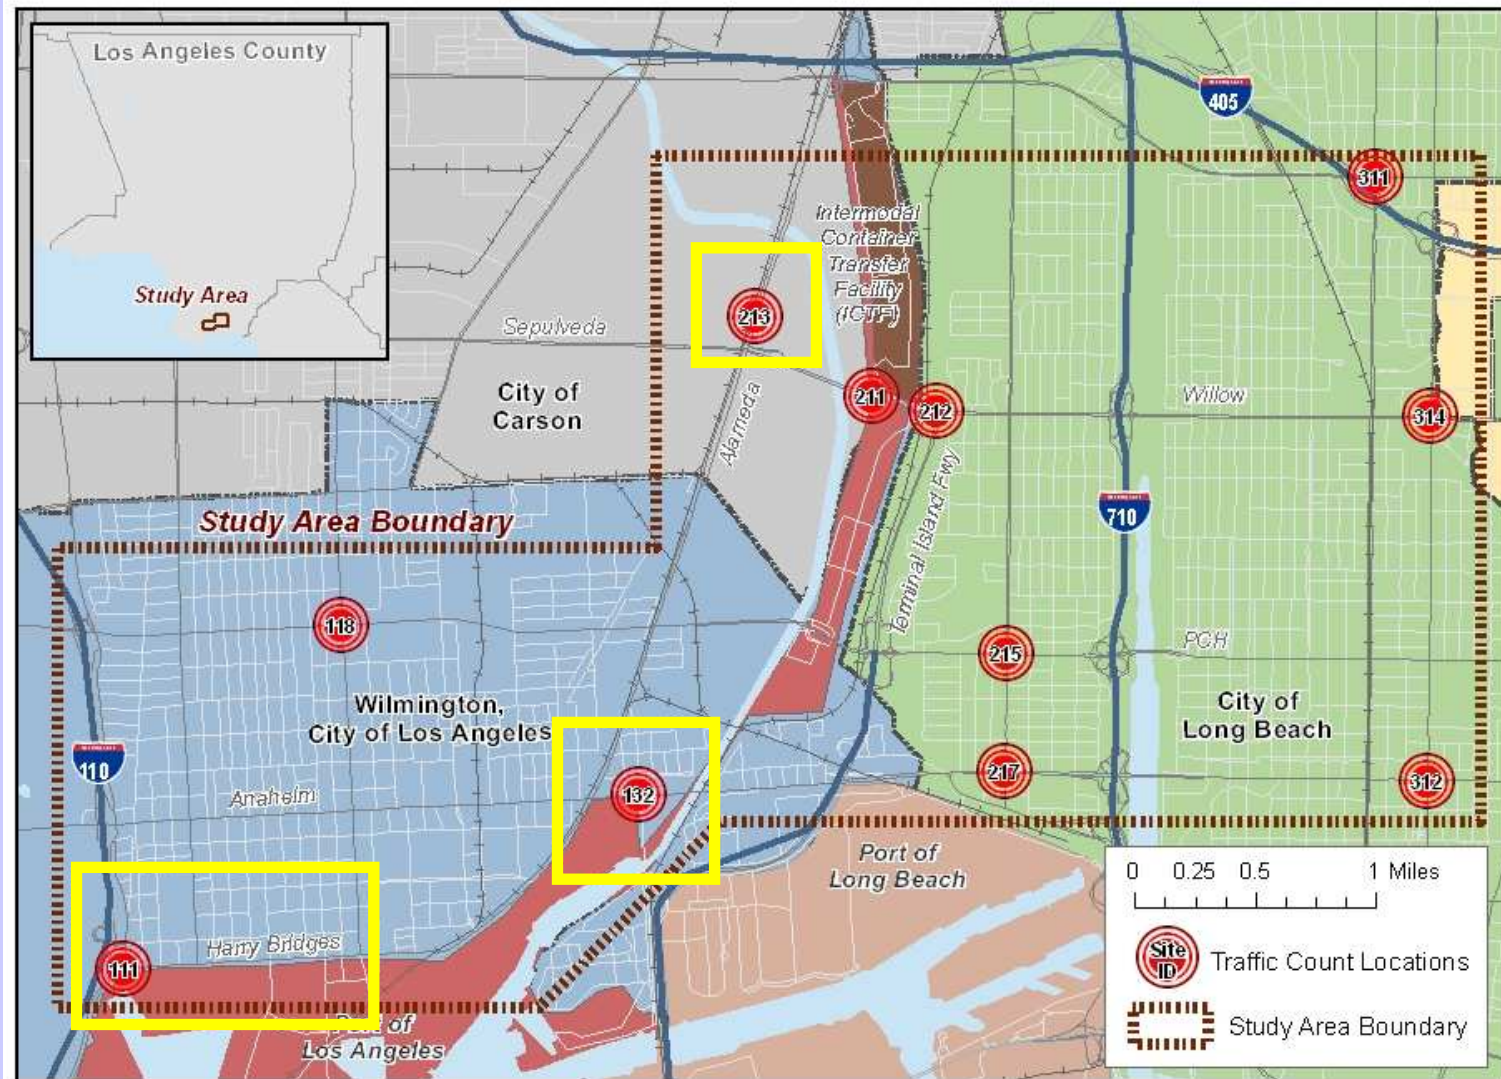 Los Angeles County
Study Area
405
311
Intermodal
Container
Transfer
Facility
(ICTF)
213
Sepulveda
City of
Carson
Alameda
211
212
Willow
314
Terminal Island Fwy
710
Study Area Boundary
118
215
PCH
Wilmington,
City of Los Angeles
City of
Long Beach
110
Anaheim
132
217
312
Port of
Long Beach
Harry Bridges
111
Port of
Los Angeles
0 0.25 0.5 1 Miles
Site
ID
Traffic Count Locations
Study Area Boundary